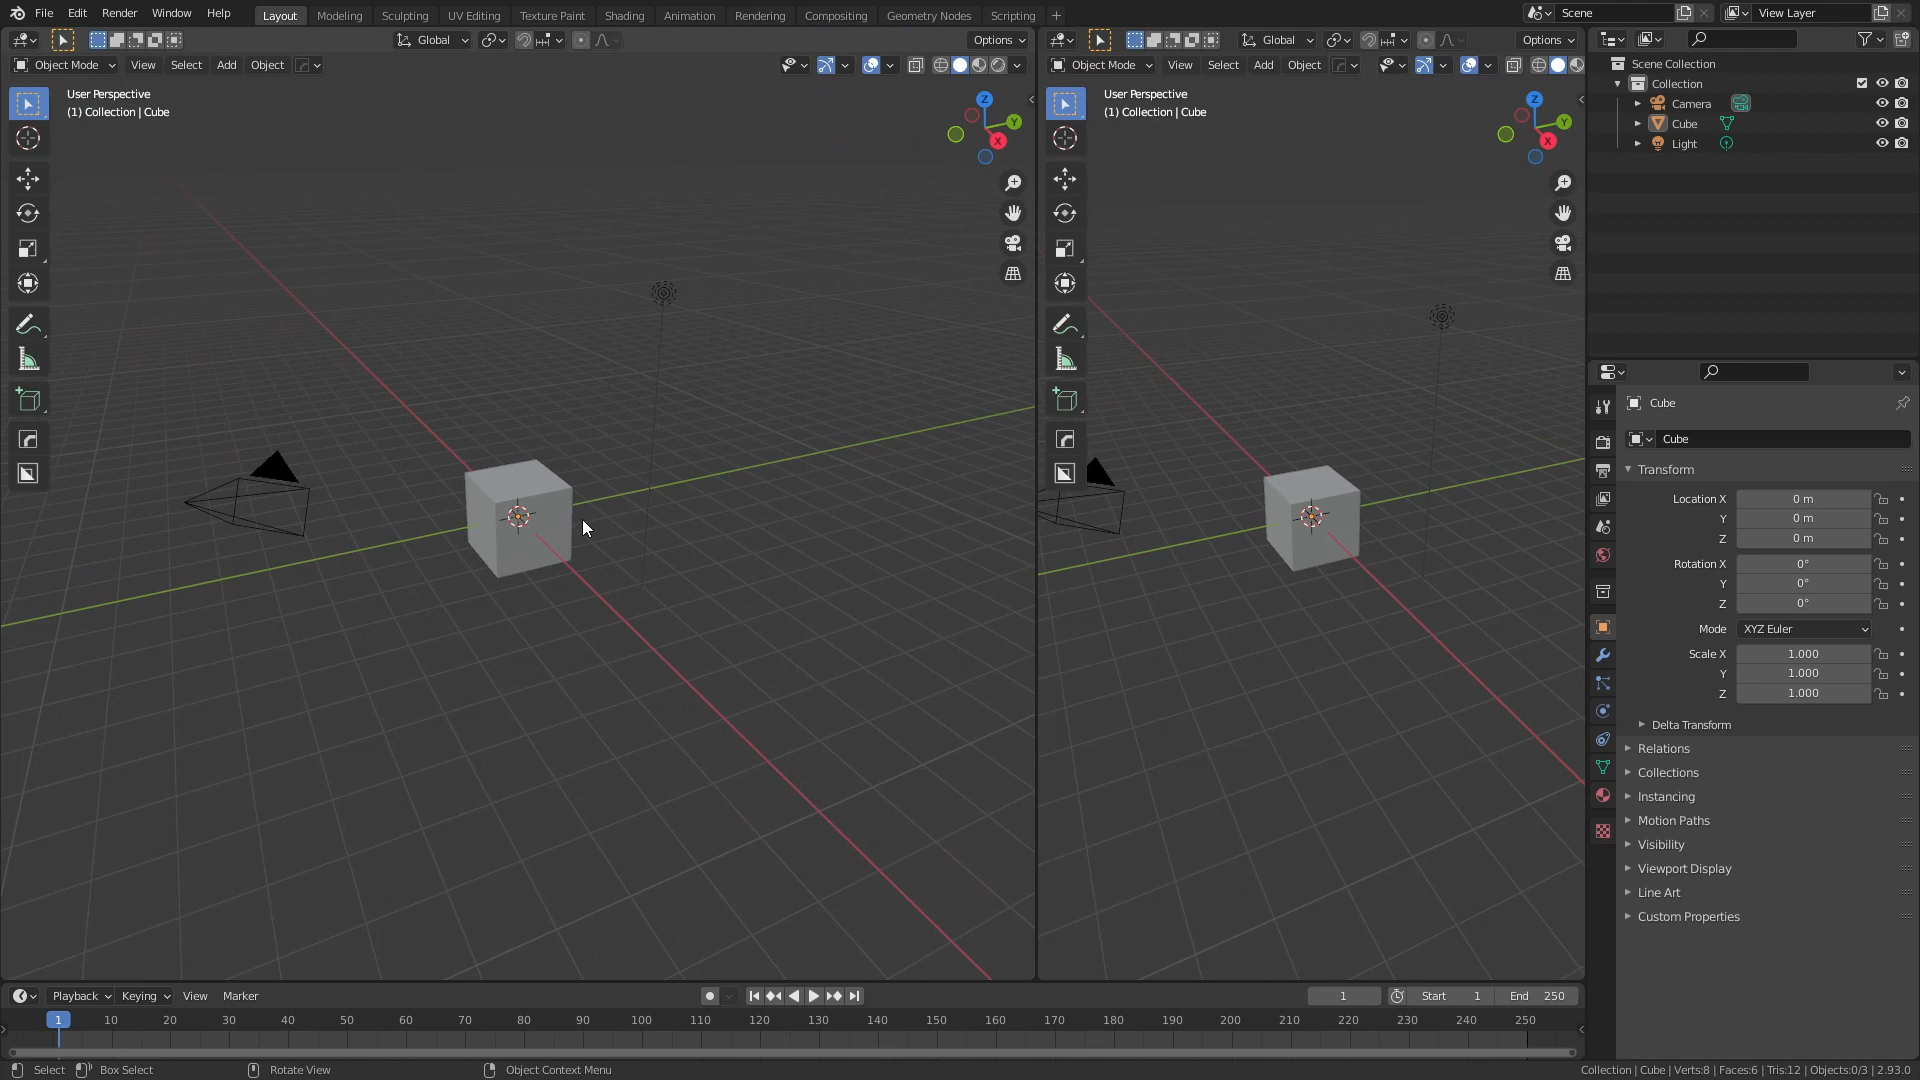 File Edit Render Window Help Layout Modeling Sculpting UV Editing Texture Paint Shading Animation Rendering Compositing Geometry Nodes Scripting + Scene View Layer
Global Options
Object Mode View Select Add Object
User Perspective
(1) Collection | Cube
Z
Y
X
Global Options
Object Mode View Select Add Object
User Perspective
(1) Collection | Cube
Z
Y
X
Scene Collection
Collection
Camera
Cube
Light
Cube
Cube
Transform
Location X 0 m
Y 0 m
Z 0 m
Rotation X 0°
Y 0°
Z 0°
Mode XYZ Euler
Scale X 1.000
Y 1.000
Z 1.000
Delta Transform
Relations
Collections
Instancing
Motion Paths
Visibility
Viewport Display
Line Art
Custom Properties
Playback Keying View Marker 1 Start 1 End 250
1 10 20 30 40 50 60 70 80 90 100 110 120 130 140 150 160 170 180 190 200 210 220 230 240 250
Select Box Select Rotate View Object Context Menu Collection | Cube | Verts:8 | Faces:6 | Tris:12 | Objects:0/3 | 2.93.0